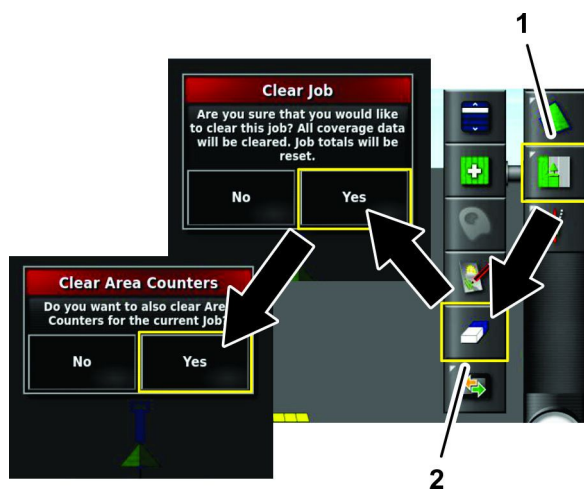 1
Clear Job
Are you sure that you would like
to clear this job? All coverage data
will be cleared. Job totals will be
reset.
No Yes
Clear Area Counters
Do you want to also clear
Counters for the current Job?
No Yes
2